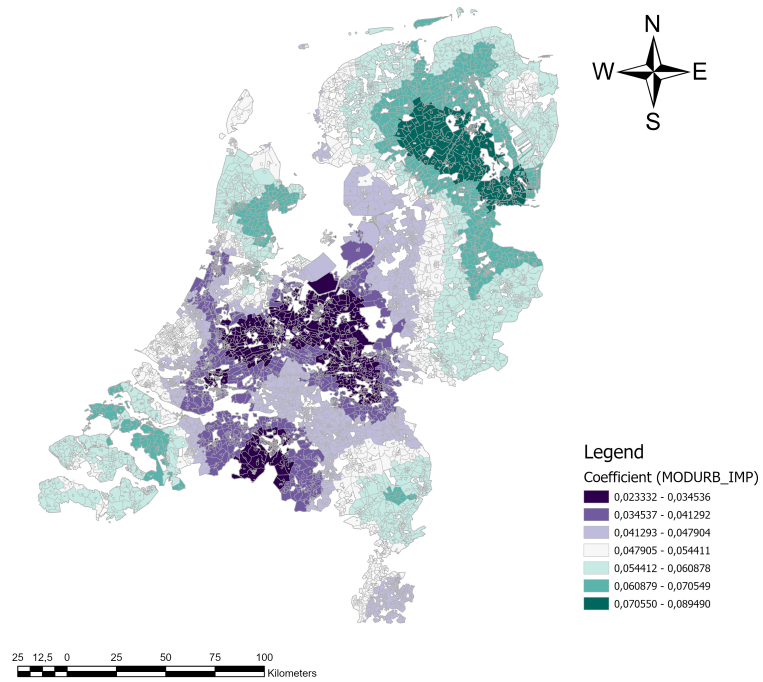 N
W E
S
Legend
Coefficient (MODURB_IMP)
0,023332 - 0,034536
0,034537 - 0,041292
0,041293 - 0,047904
0,047905 - 0,054411
0,054412 - 0,060878
0,060879 - 0,070549
0,070550 - 0,089490
25 12,5 0 25 50 75 100
Kilometers